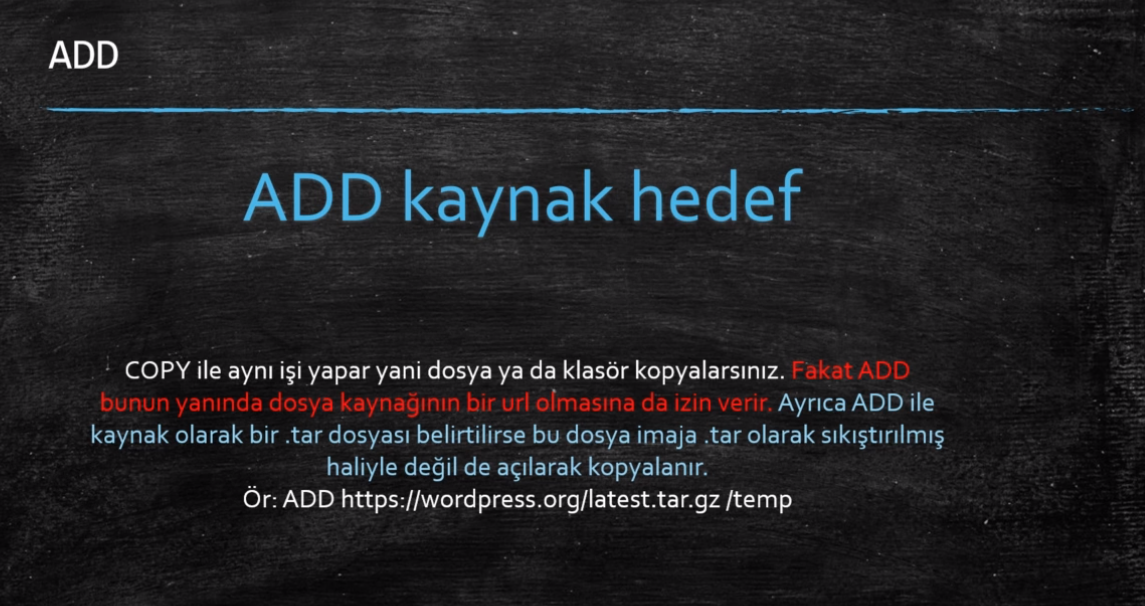 ADD
ADD kaynak hedef
COPY ile aynı işi yapar yani dosya ya da klasör kopyalarsınız. Fakat ADD
bunun yanında dosya kaynağının bir url olmasına da izin verir. Ayrıca ADD ile
kaynak olarak bir .tar dosyası belirtilirse bu dosya imaja .tar olarak sıkıştırılmış
haliyle değil de açılarak kopyalanır.
Ör: ADD https://wordpress.org/latest.tar.gz /temp